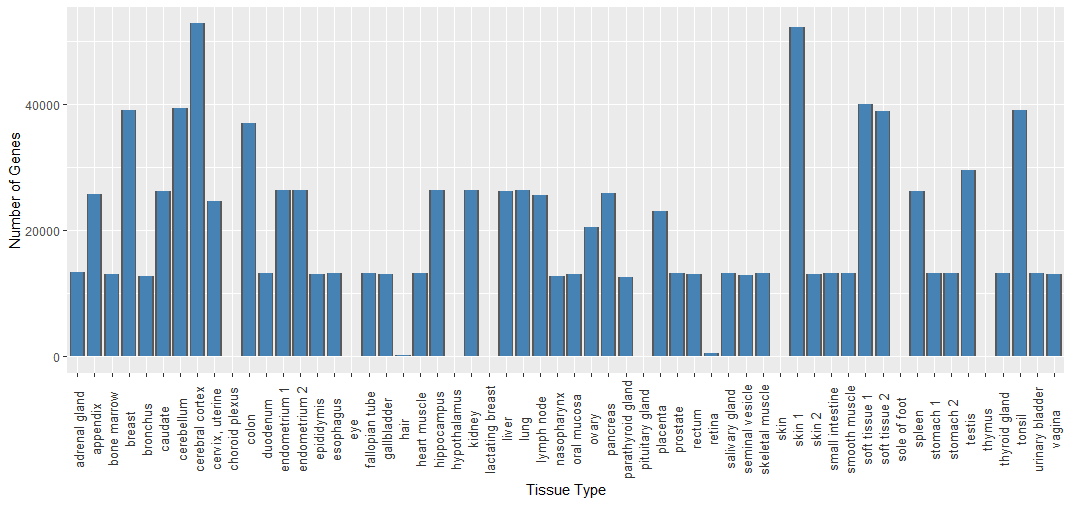 Number of Genes
40000
20000
0
adrenal gland
appendix
bone marrow
breast
bronchus
caudate
cerebellum
cerebral cortex
cervix, uterine
choroid plexus
colon
duodenum
endometrium 1
endometrium 2
epididymis
esophagus
eye
fallopian tube
gallbladder
hair
heart muscle
hippocampus
hypothalamus
kidney
lactating breast
liver
lung
lymph node
nasopharynx
oral mucosa
ovary
pancreas
parathyroid gland
pituitary gland
placenta
prostate
rectum
retina
salivary gland
seminal vesicle
skeletal muscle
skin
skin 1
skin 2
small intestine
smooth muscle
soft tissue 1
soft tissue 2
sole of foot
spleen
stomach 1
stomach 2
testis
thymus
thyroid gland
tonsil
urinary bladder
vagina
Tissue Type